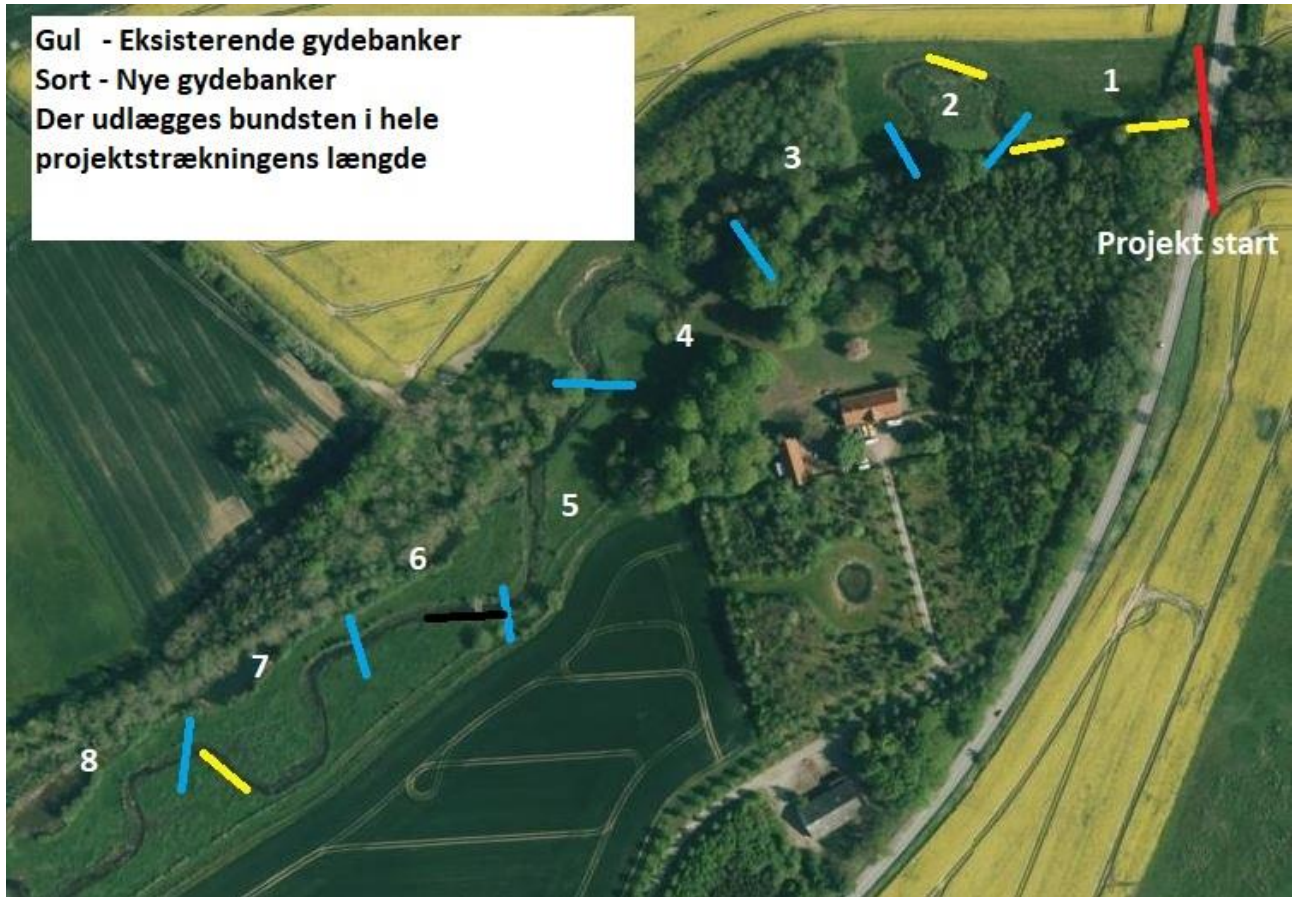 Gul - Eksisterende gydebanker
Sort - Nye gydebanker
Der udlægges bundsten i hele
projektstrækningens længde
1
2
3
Projekt start
4
5
6
7
8